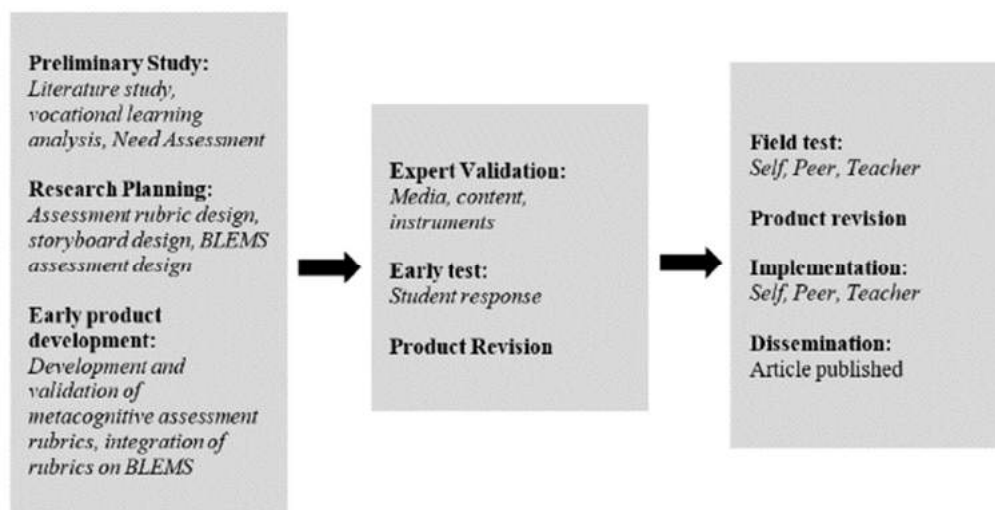 Preliminary Study:
Literature study,
vocational learning
analysis, Need Assessment
Research Planning:
Assessment rubric design,
storyboard design, BLEMS
assessment design
Early product
development:
Development and
validation of
metacognitive assessment
rubrics, integration of
rubrics on BLEMS
Expert Validation:
Media, content,
instruments
Early test:
Student response
Product Revision
Field test:
Self, Peer, Teacher
Product revision
Implementation:
Self, Peer, Teacher
Dissemination:
Article published